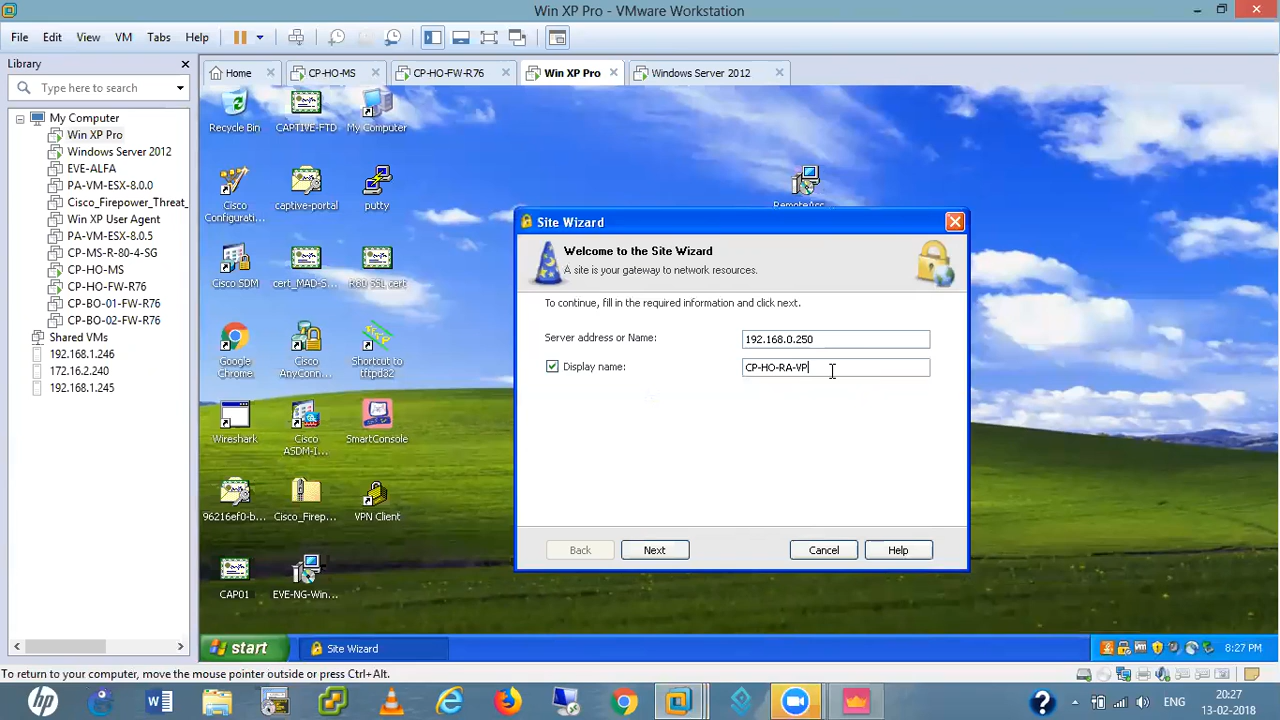 Win XP Pro - VMware Workstation
File Edit View VM Tabs Help
Library
Type here to search
My Computer
Win XP Pro
Windows Server 2012
EVE-ALFA
PA-VM-ESX-8.0.0
Cisco_Firepower_Threat_
Win XP User Agent
PA-VM-ESX-8.0.5
CP-MS-R-80-4-SG
CP-HO-MS
CP-HO-FW-R76
CP-BO-01-FW-R76
CP-BO-02-FW-R76
Shared VMs
192.168.1.246
172.16.2.240
192.168.1.245
Home CP-HO-MS CP-HO-FW-R76 Win XP Pro Windows Server 2012
Recycle Bin CAPTIVE-FTD My Computer
Cisco Configurati... captive-portal putty
Cisco SDM cert_MAD-S... R80 SSL cert
Google Chrome Cisco AnyConn... Shortcut to tftpd32
Wireshark Cisco ASDM-I... SmartConsole
96216ef0-b... Cisco_Firep... VPN Client
CAP01 EVE-NG-Win...
RemoteAcc
Site Wizard
Welcome to the Site Wizard
A site is your gateway to network resources.
To continue, fill in the required information and click next.
Server address or Name: 192.168.0.250
Display name: CP-HO-RA-VP
Back Next Cancel Help
start Site Wizard 8:27 PM
To return to your computer, move the mouse pointer outside or press Ctrl+Alt.
ENG 20:27
13-02-2018